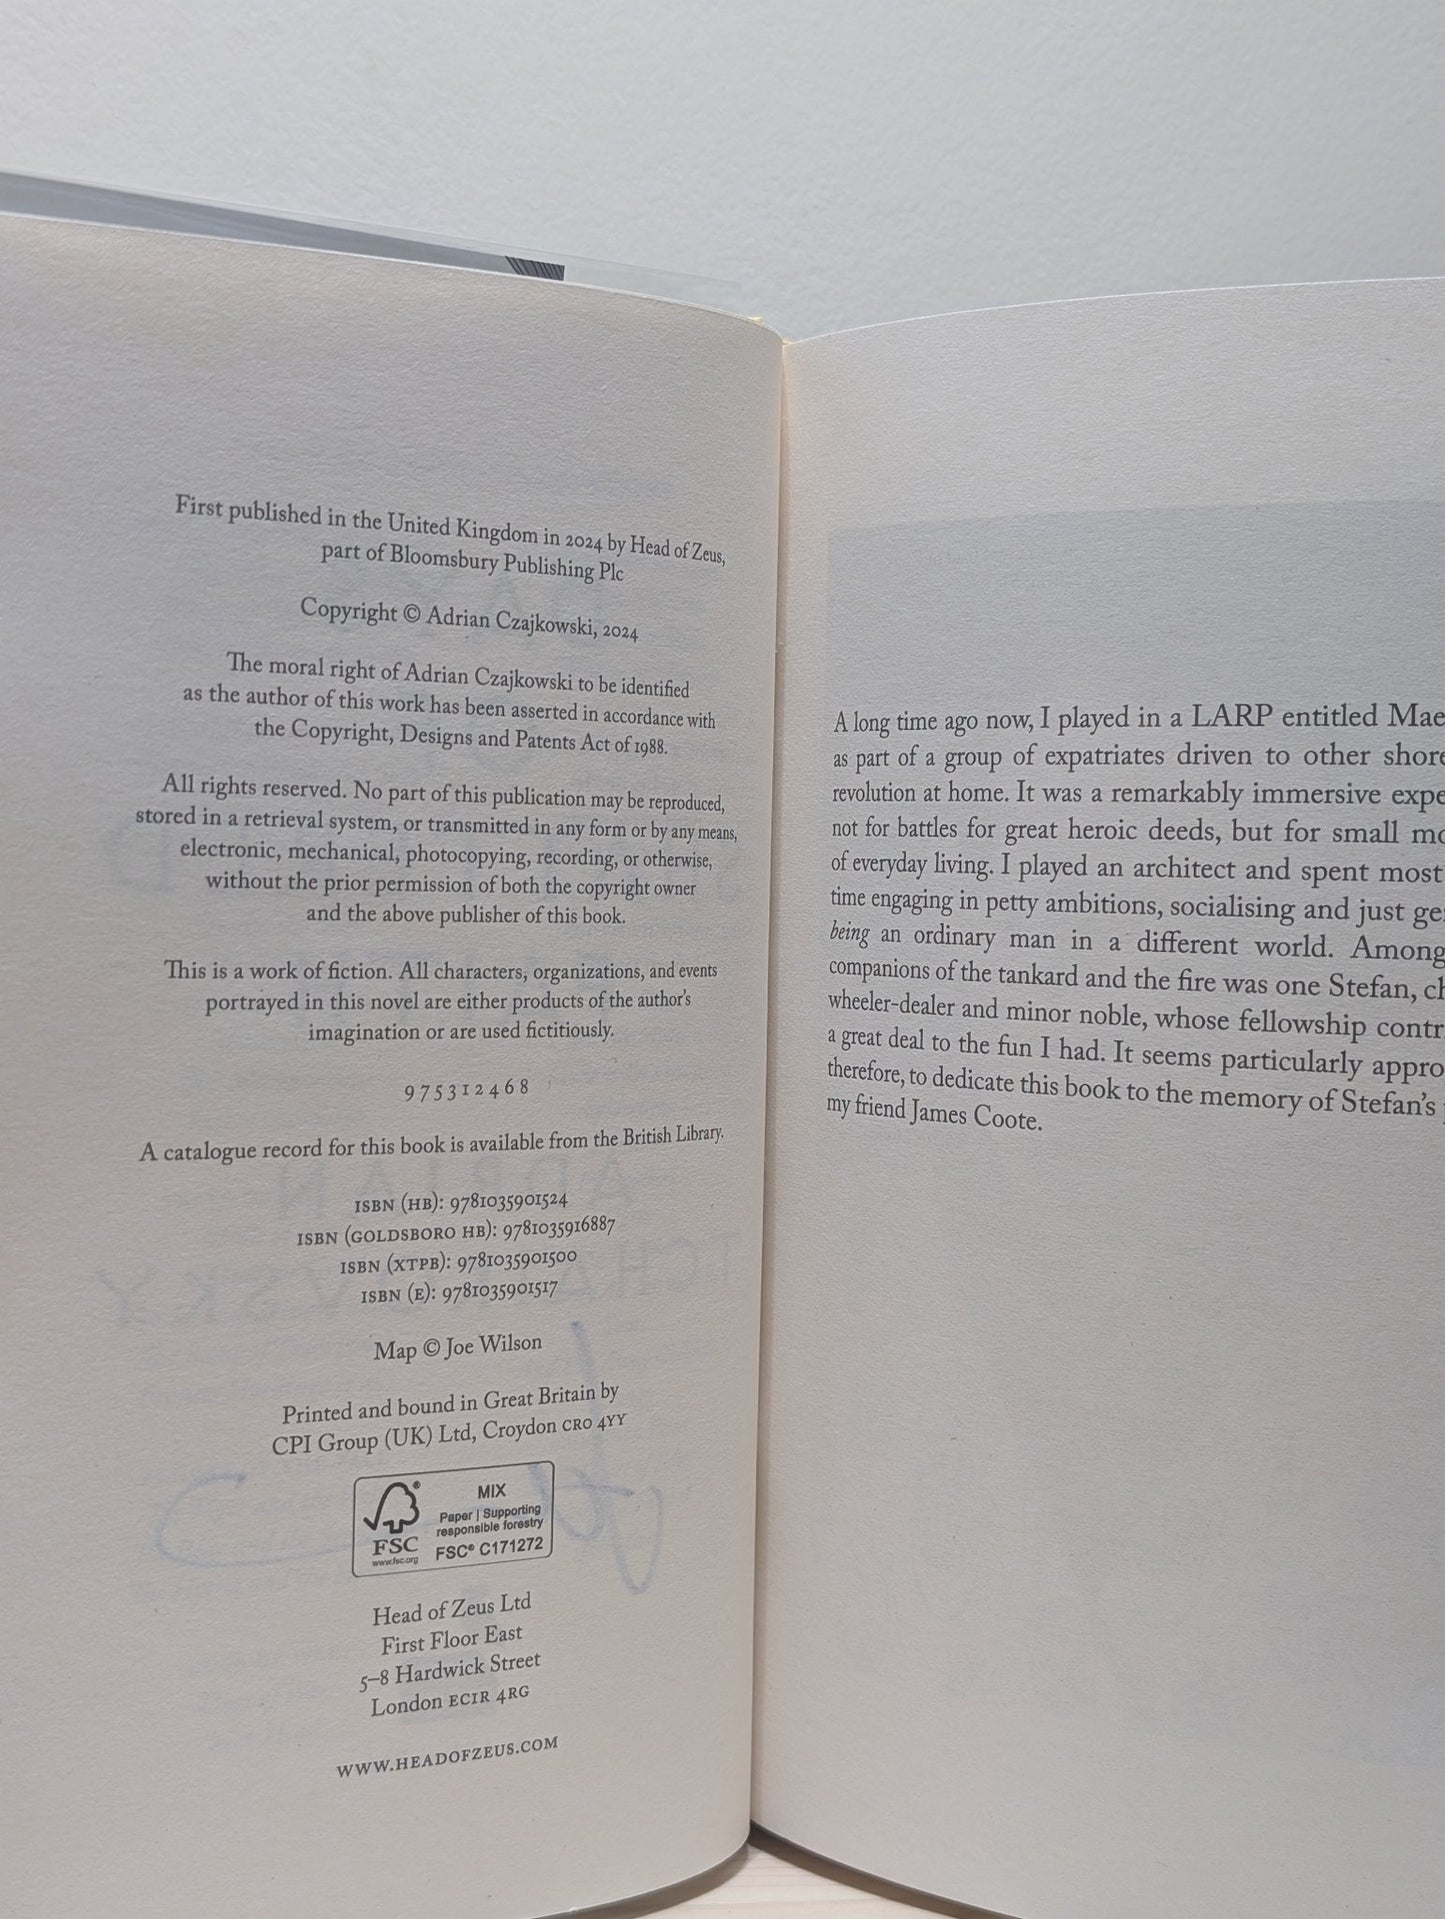 First published in the United Kingdom in 2024 by Head of Zeus,
part of Bloomsbury Publishing Plc
Copyright © Adrian Czajkowski, 2024
The moral right of Adrian Czajkowski to be identified
as the author of this work has been asserted in accordance with
the Copyright, Designs and Patents Act of 1988.
All rights reserved. No part of this publication may be reproduced,
stored in a retrieval system, or transmitted in any form or by any means,
electronic, mechanical, photocopying, recording, or otherwise,
without the prior permission of both the copyright owner
and the above publisher of this book.
This is a work of fiction. All characters, organizations, and events
portrayed in this novel are either products of the author's
imagination or are used fictitiously.
9 7 5 3 1 2 4 6 8
A catalogue record for this book is available from the British Library.
ISBN (HB): 9781035901524
ISBN (GOLDSBORO HB): 9781035916887
ISBN (XTPB): 9781035901500
ISBN (E): 9781035901517
Map © Joe Wilson
Printed and bound in Great Britain by
CPI Group (UK) Ltd, Croydon CR0 4YY
MIX
Paper | Supporting
responsible forestry
FSC
www.fsc.org
FSC® C171272
Head of Zeus Ltd
First Floor East
5–8 Hardwick Street
London EC1R 4RG
WWW.HEADOFZEUS.COM
A long time ago now, I played in a LARP entitled Mae
as part of a group of expatriates driven to other shore
revolution at home. It was a remarkably immersive expe
not for battles for great heroic deeds, but for small mo
of everyday living. I played an architect and spent most
time engaging in petty ambitions, socialising and just ge
being an ordinary man in a different world. Among
companions of the tankard and the fire was one Stefan, ch
wheeler-dealer and minor noble, whose fellowship contr
a great deal to the fun I had. It seems particularly appro
therefore, to dedicate this book to the memory of Stefan's
my friend James Coote.